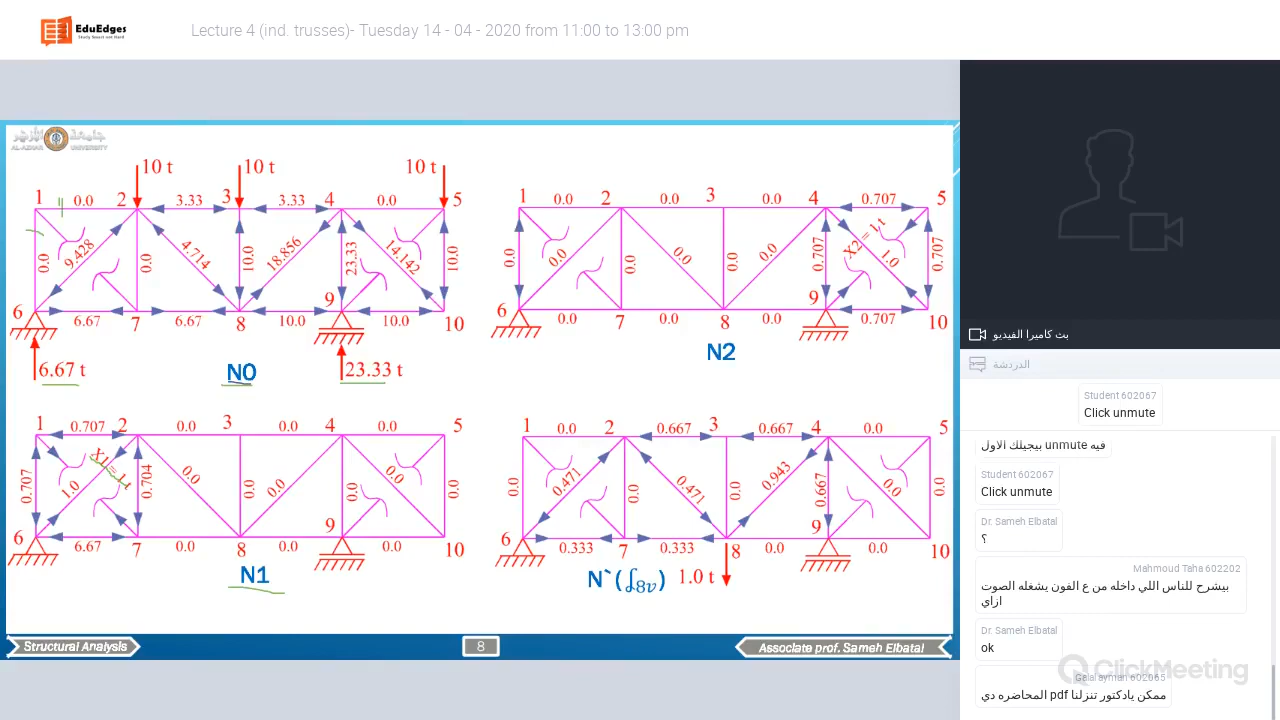 EduEdges
Study Smart not Hard
Lecture 4 (ind. trusses)- Tuesday 14 - 04 - 2020 from 11:00 to 13:00 pm
جامعة الأزهر
AL-AZHAR UNIVERSITY
10 t
10 t
10 t
1 0.0 2 3.33 3 3.33 4 0.0 5
0.0 9.428 0.0 4.714 10.0 18.856 23.33 14.142 10.0
6 6.67 7 6.67 8 10.0 9 10.0 10
6.67 t
N0
23.33 t
1 0.0 2 0.0 3 0.0 4 0.707 5
0.0 0.0 0.0 0.0 0.0 0.0 0.707 X2 = 1,1 1.0 0.707
6 0.0 7 0.0 8 0.0 9 0.707 10
N2
1 0.707 2 0.0 3 0.0 4 0.0 5
0.707 1.0 0.704 0.0 0.0 0.0 0.0 0.0 0.0
6 6.67 7 0.0 8 0.0 9 0.0 10
N1
1 0.0 2 0.667 3 0.667 4 0.0 5
0.0 0.471 0.0 0.471 0.0 0.943 0.667 0.0 0.0
6 0.333 7 0.333 8 0.0 9 0.0 10
N`(∫8v) 1.0 t
Structural Analysis
8
Associate prof. Sameh Elbatal
بث كاميرا الفيديو
الدردشة
Student 602067
Click unmute
فيه unmute بيجيلك الاول
Student 602067
Click unmute
Dr. Sameh Elbatal
؟
Mahmoud Taha 602202
بيشرح للناس اللي داخله من ع الفون يشغله الصوت
ازاي
Dr. Sameh Elbatal
ok
ClickMeeting
Galal ayman 602065
ممكن يادكتور تنزلنا pdf المحاضره دي